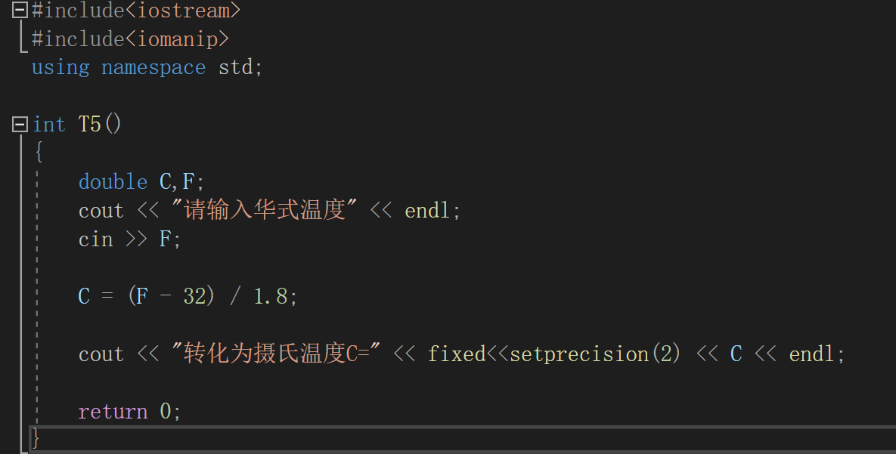 #include<iostream>
#include<iomanip>
using namespace std;
int T5()
{
double C,F;
cout << "请输入华式温度" << endl;
cin >> F;
C = (F - 32) / 1.8;
cout << "转化为摄氏温度C=" << fixed<<setprecision(2) << C << endl;
return 0;
}